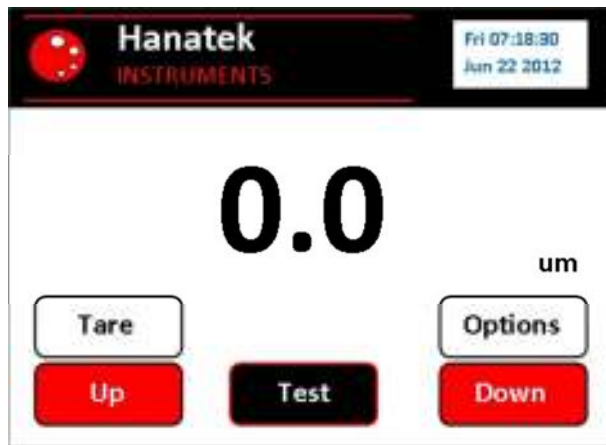 Hanatek
INSTRUMENTS
Fri 07:18:30
Jun 22 2012
0.0
um
Tare
Options
Up
Test
Down